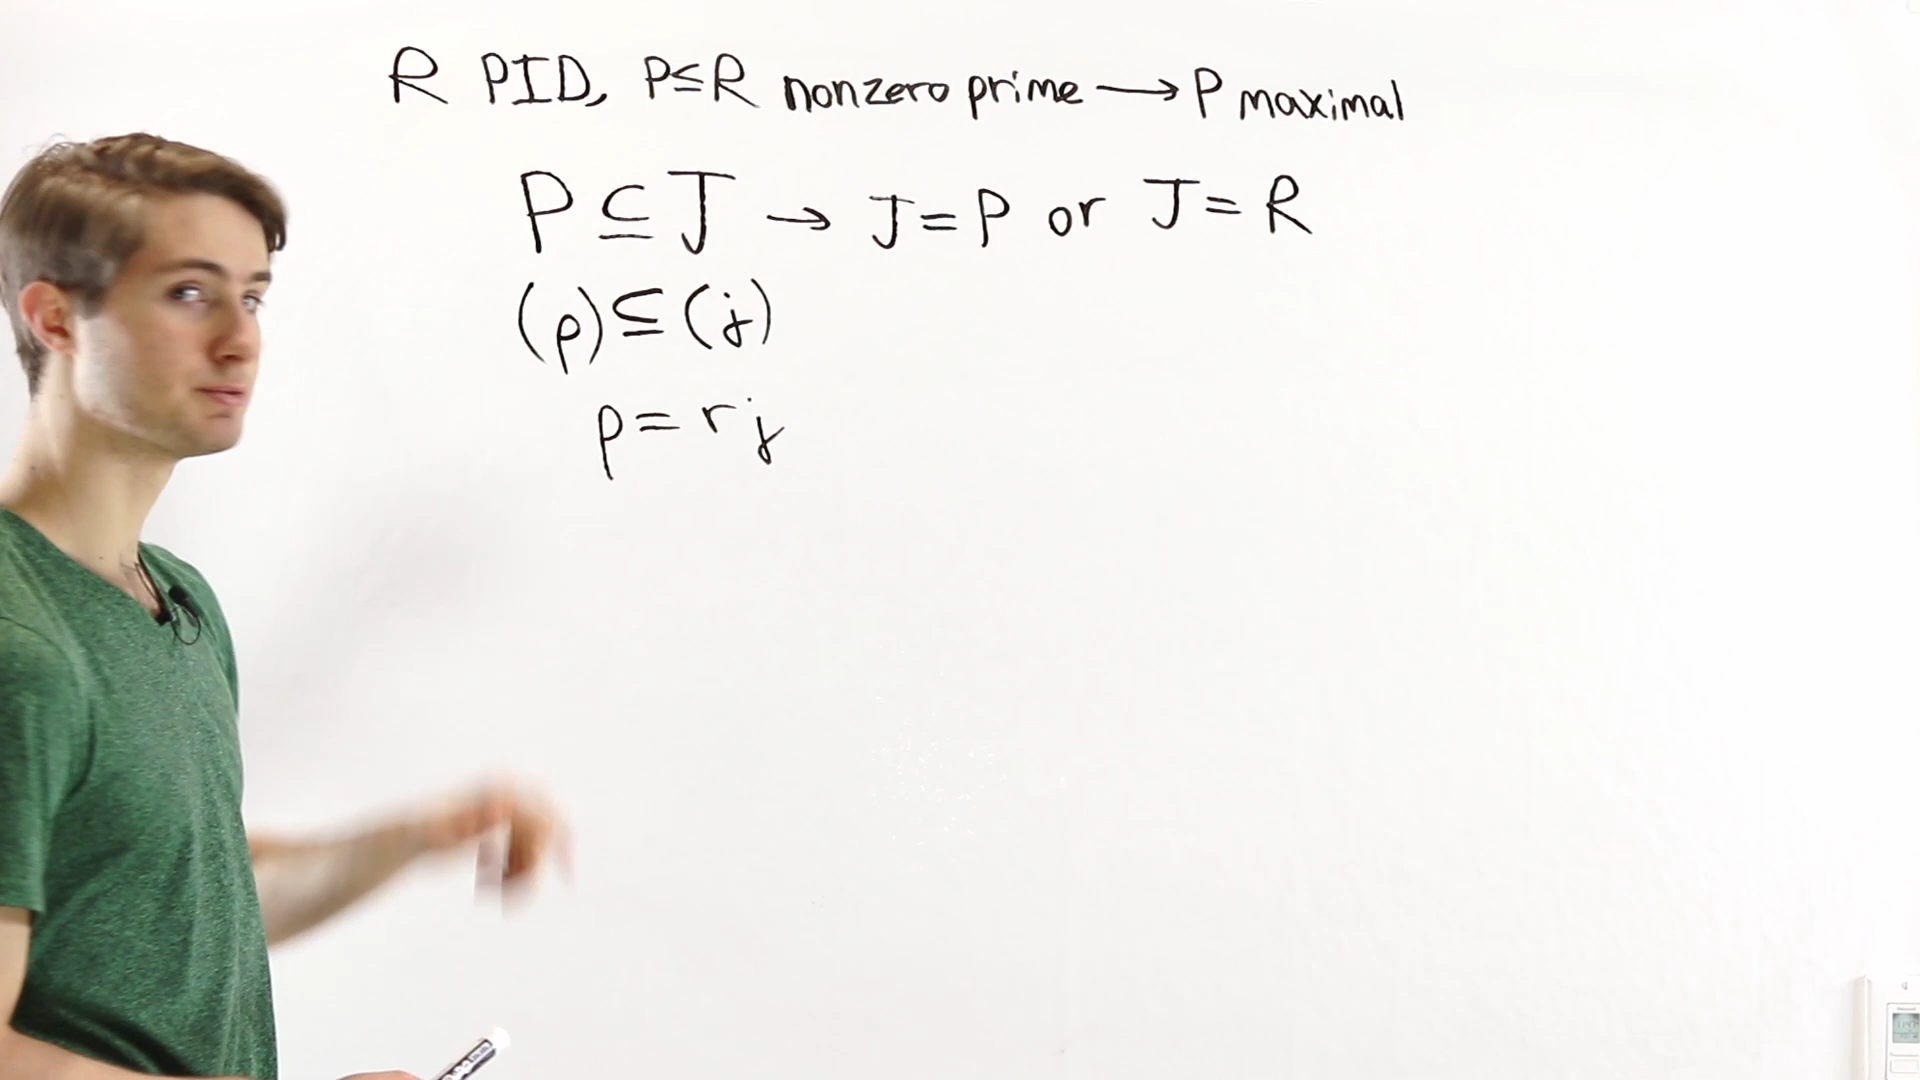 R PID, P≤R nonzero prime → P maximal
P ⊆ J → J = P or J = R
(p) ⊆ (j)
p = rj